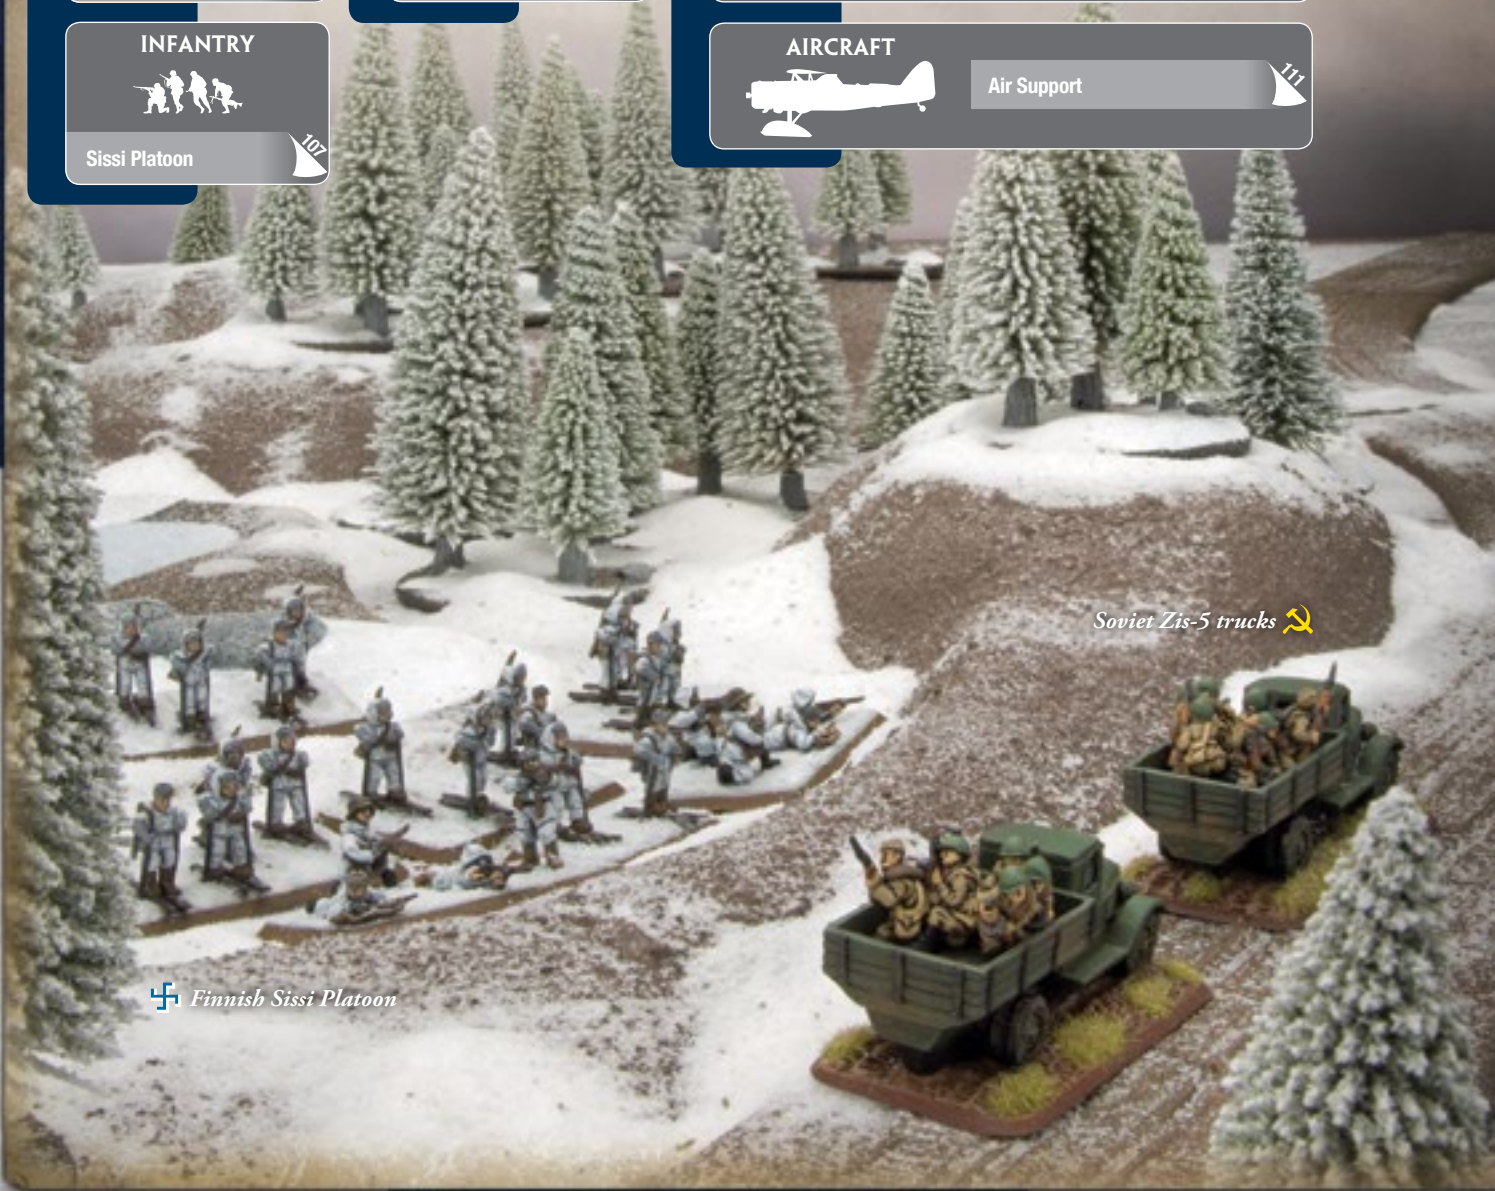 INFANTRY
Sissi Platoon
107
AIRCRAFT
Air Support
111
Soviet Zis-5 trucks
Finnish Sissi Platoon